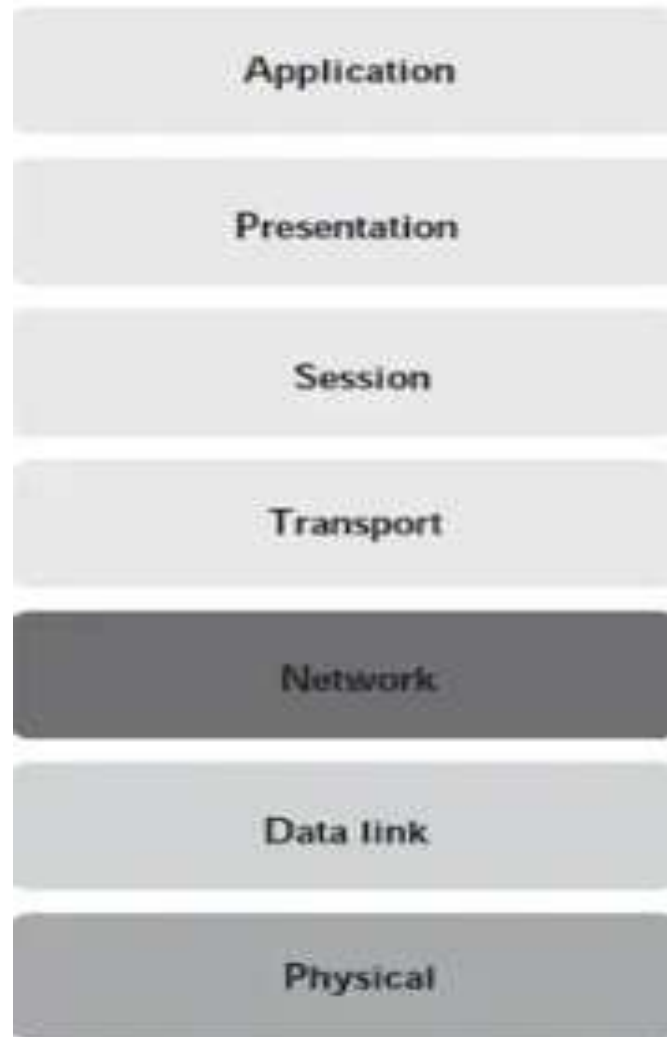 Application
Presentation
Session
Transport
Network
Data link
Physical